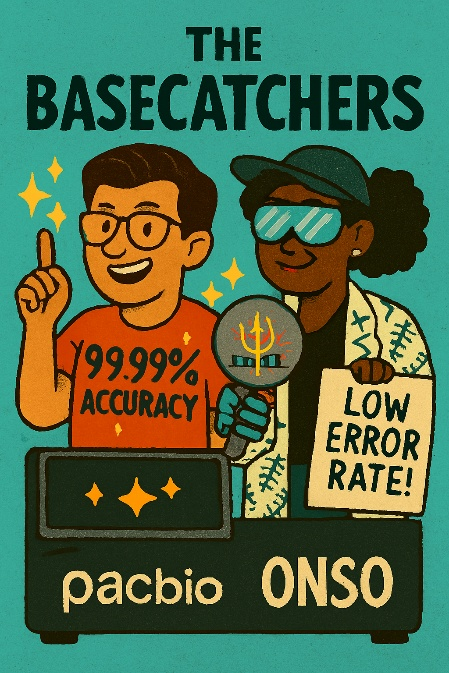 THE
BASECATCHERS
99.99%
ACCURACY
LOW
ERROR
RATE!
pacbio ONSO